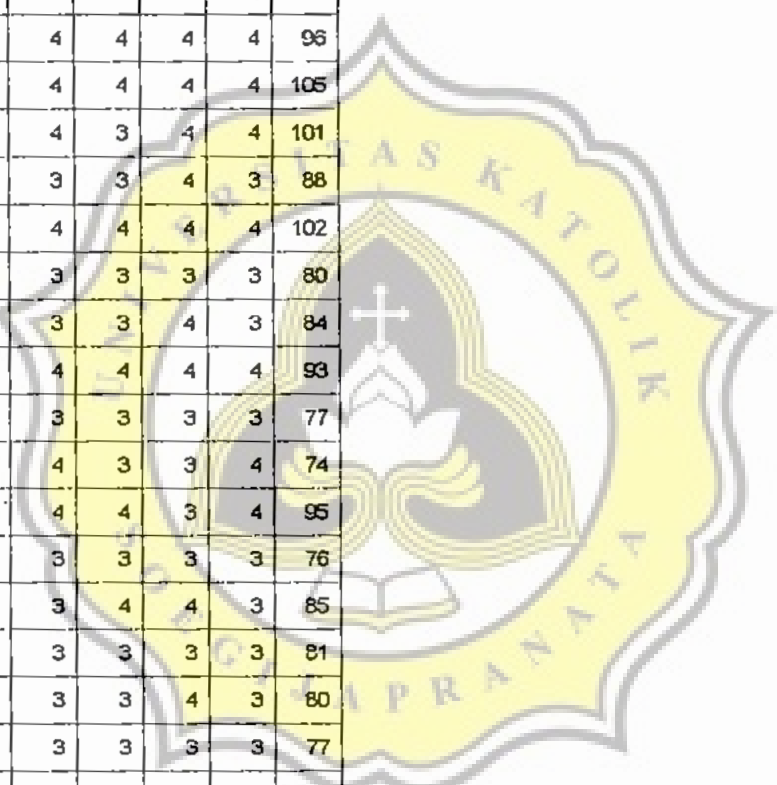 4 4 4 4 96
4 4 4 4 105
4 3 4 4 101
3 3 4 3 88
4 4 4 4 102
3 3 3 3 80
3 3 4 3 84
4 4 4 4 93
3 3 3 3 77
4 3 3 4 74
4 4 3 4 95
3 3 3 3 76
3 4 4 3 85
3 3 3 3 81
3 3 4 3 80
3 3 3 3 77
UNIVERSITAS KATOLIK
SOEGIJAPRANATA